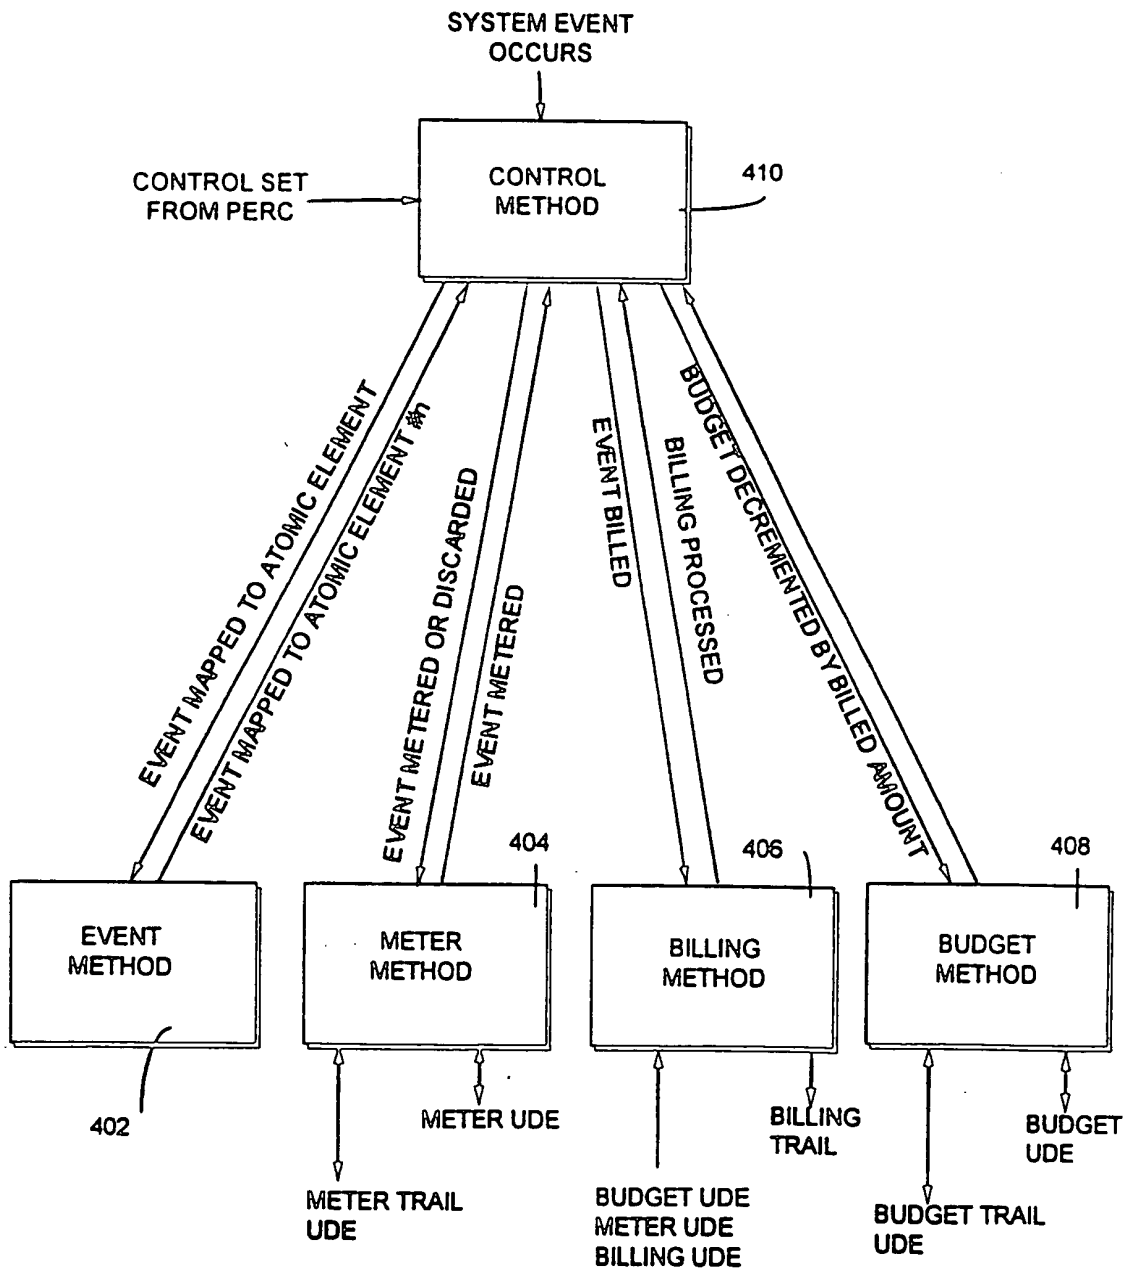 SYSTEM EVENT
OCCURS
CONTROL SET
FROM PERC
CONTROL
METHOD
410
EVENT MAPPED TO ATOMIC ELEMENT
EVENT MAPPED TO ATOMIC ELEMENT #n
EVENT METERED OR DISCARDED
EVENT METERED
EVENT BILLED
BILLING PROCESSED
BUDGET DECREMENTED BY BILLED AMOUNT
404
406
408
EVENT
METHOD
METER
METHOD
BILLING
METHOD
BUDGET
METHOD
402
METER UDE
METER TRAIL
UDE
BILLING
TRAIL
BUDGET UDE
METER UDE
BILLING UDE
BUDGET
UDE
BUDGET TRAIL
UDE